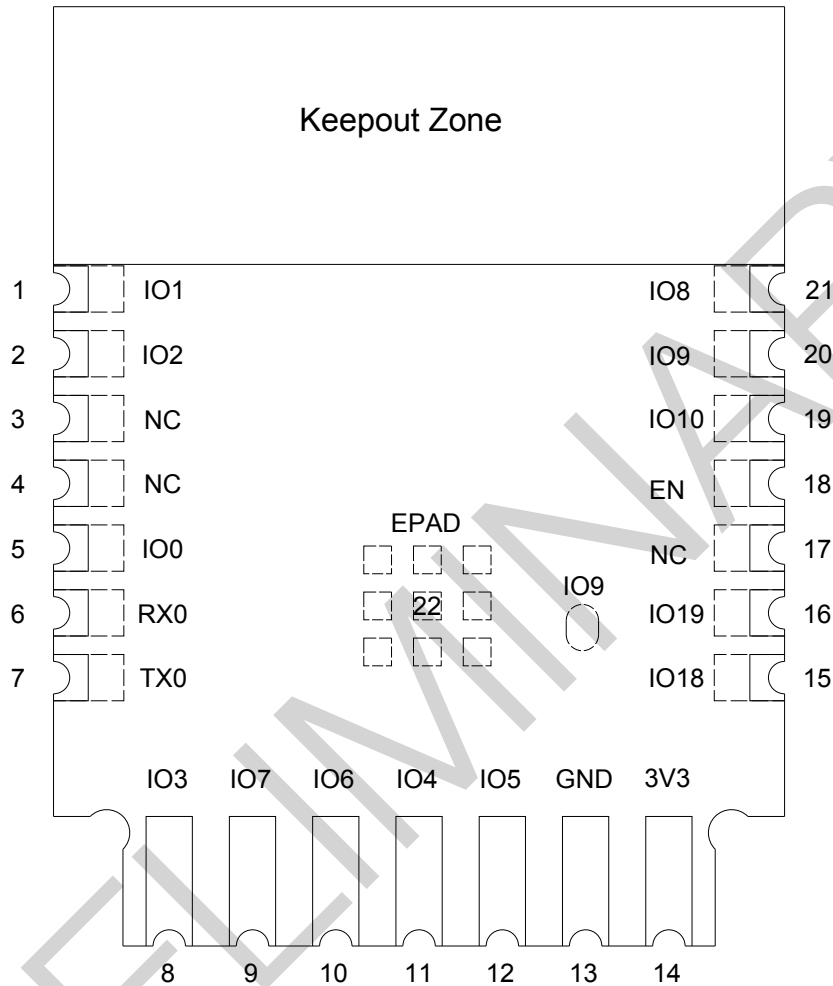 Keepout Zone
1 IO1 IO8 21
2 IO2 IO9 20
3 NC IO10 19
4 NC EN 18
EPAD
5 IO0 NC 17
IO9
6 RX0 22 IO19 16
7 TX0 IO18 15
IO3 IO7 IO6 IO4 IO5 GND 3V3
8 9 10 11 12 13 14